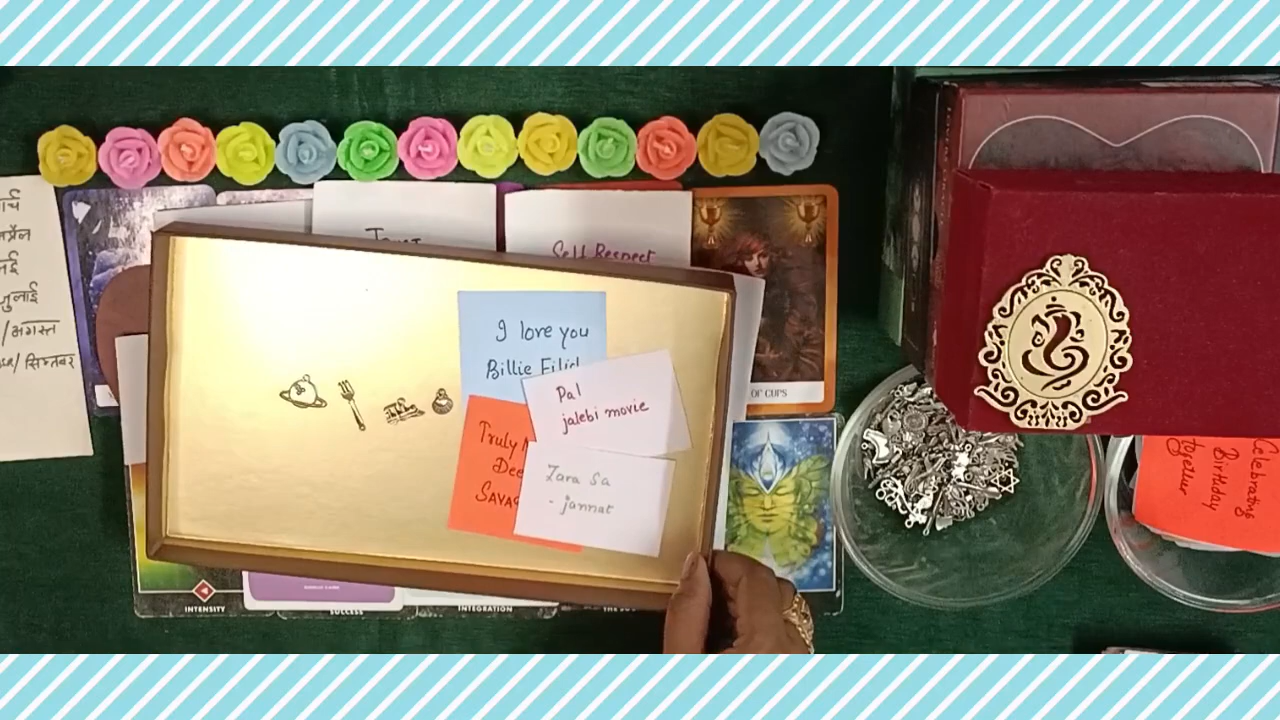 जुलाई
/अगस्त
/सितम्बर
Self Respect
I love you
Billie Eilish
Pal
jalebi movie
Truly
Zara Sa
- jannat
OF CUPS
Celebrating
Birthday
together
INTENSITY
SUCCESS
INTEGRATION